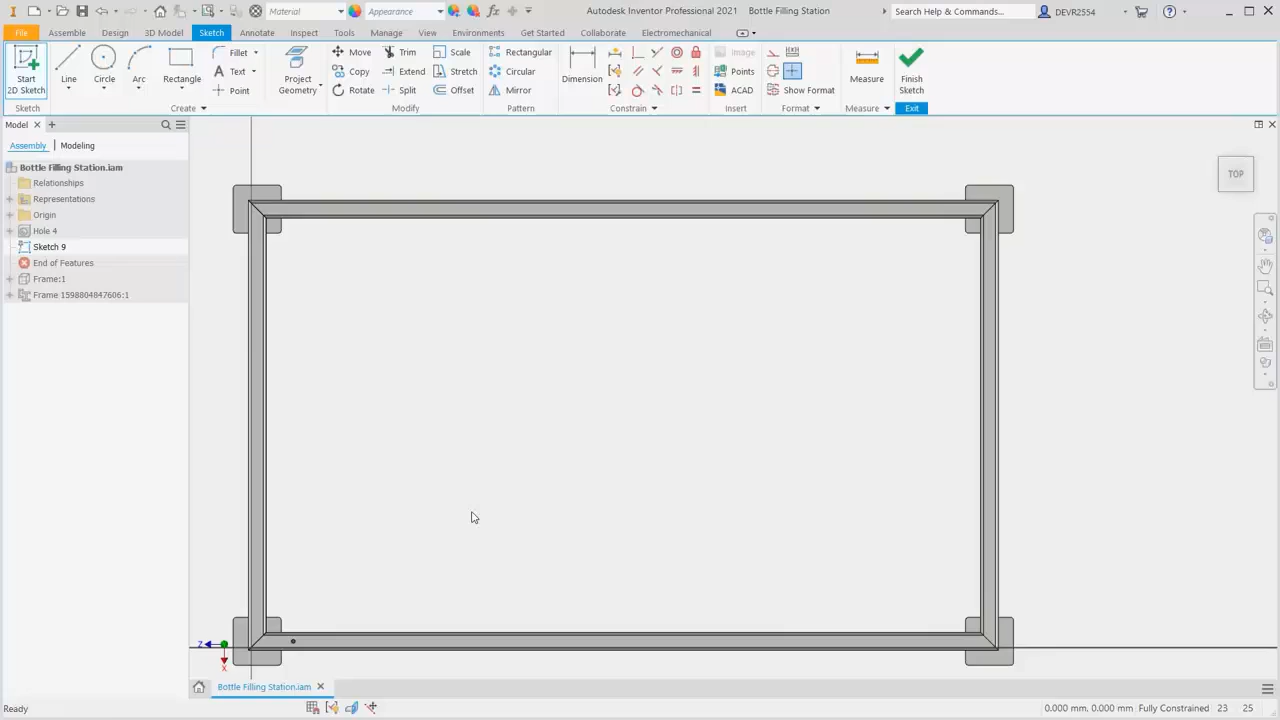 Material
Appearance
Autodesk Inventor Professional 2021 Bottle Filling Station
Search Help & Commands...
DEVR2554
File Assembly Design 3D Model Sketch Annotate Inspect Tools Manage View Environments Get Started Collaborate Electromechanical
Start
2D Sketch
Line
Circle
Arc
Rectangle
Fillet
Text
Point
Project
Geometry
Move
Copy
Rotate
Trim
Extend
Split
Scale
Stretch
Offset
Rectangular
Circular
Mirror
Dimension
Image
Points
ACAD
Show Format
Measure
Finish
Sketch
Sketch Create Modify Pattern Constrain Insert Format Measure Exit
Model
Assembly Modeling
Bottle Filling Station.iam
Relationships
Representations
Origin
Hole 4
Sketch 9
End of Features
Frame:1
Frame 1598804847606:1
TOP
Z
X
Bottle Filling Station.iam
Ready
0.000 mm, 0.000 mm Fully Constrained 23 25